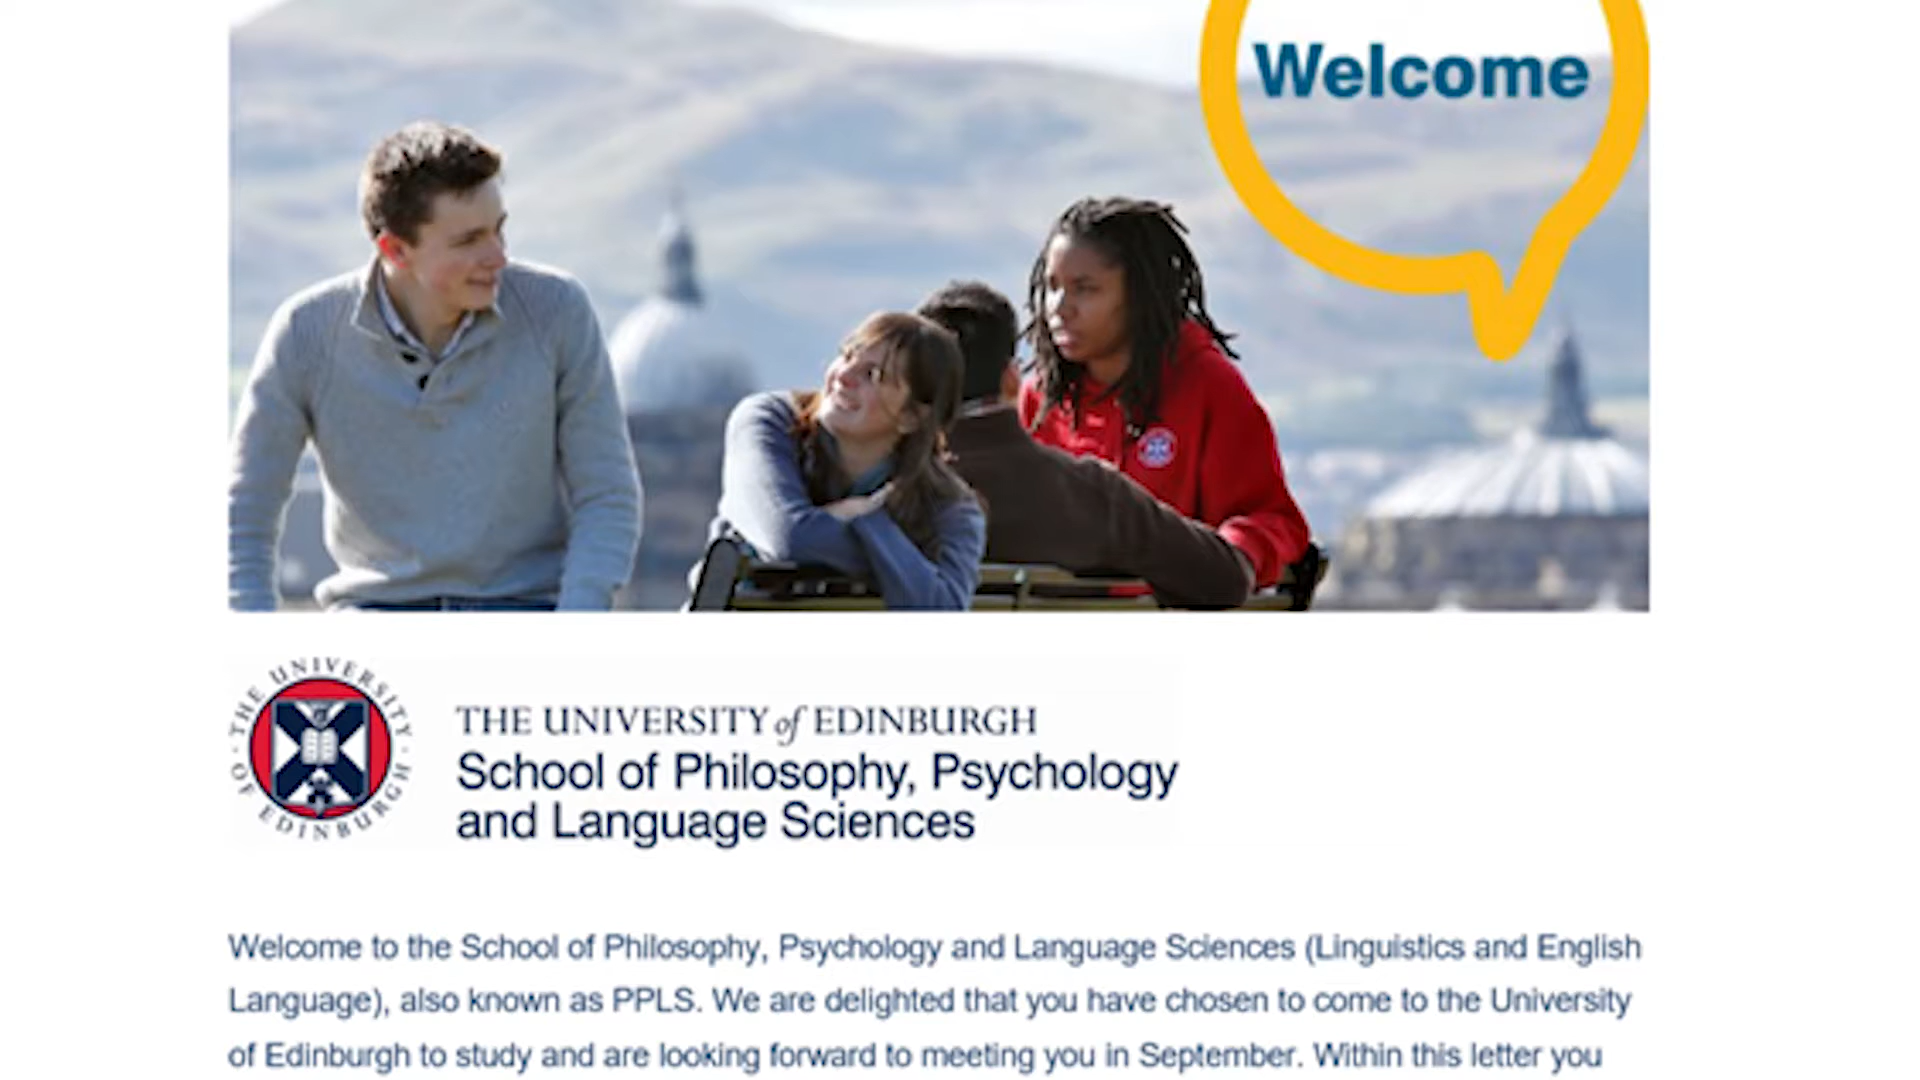 Welcome
THE UNIVERSITY OF EDINBURGH
THE UNIVERSITY of EDINBURGH
School of Philosophy, Psychology
and Language Sciences
Welcome to the School of Philosophy, Psychology and Language Sciences (Linguistics and English
Language), also known as PPLS. We are delighted that you have chosen to come to the University
of Edinburgh to study and are looking forward to meeting you in September. Within this letter you